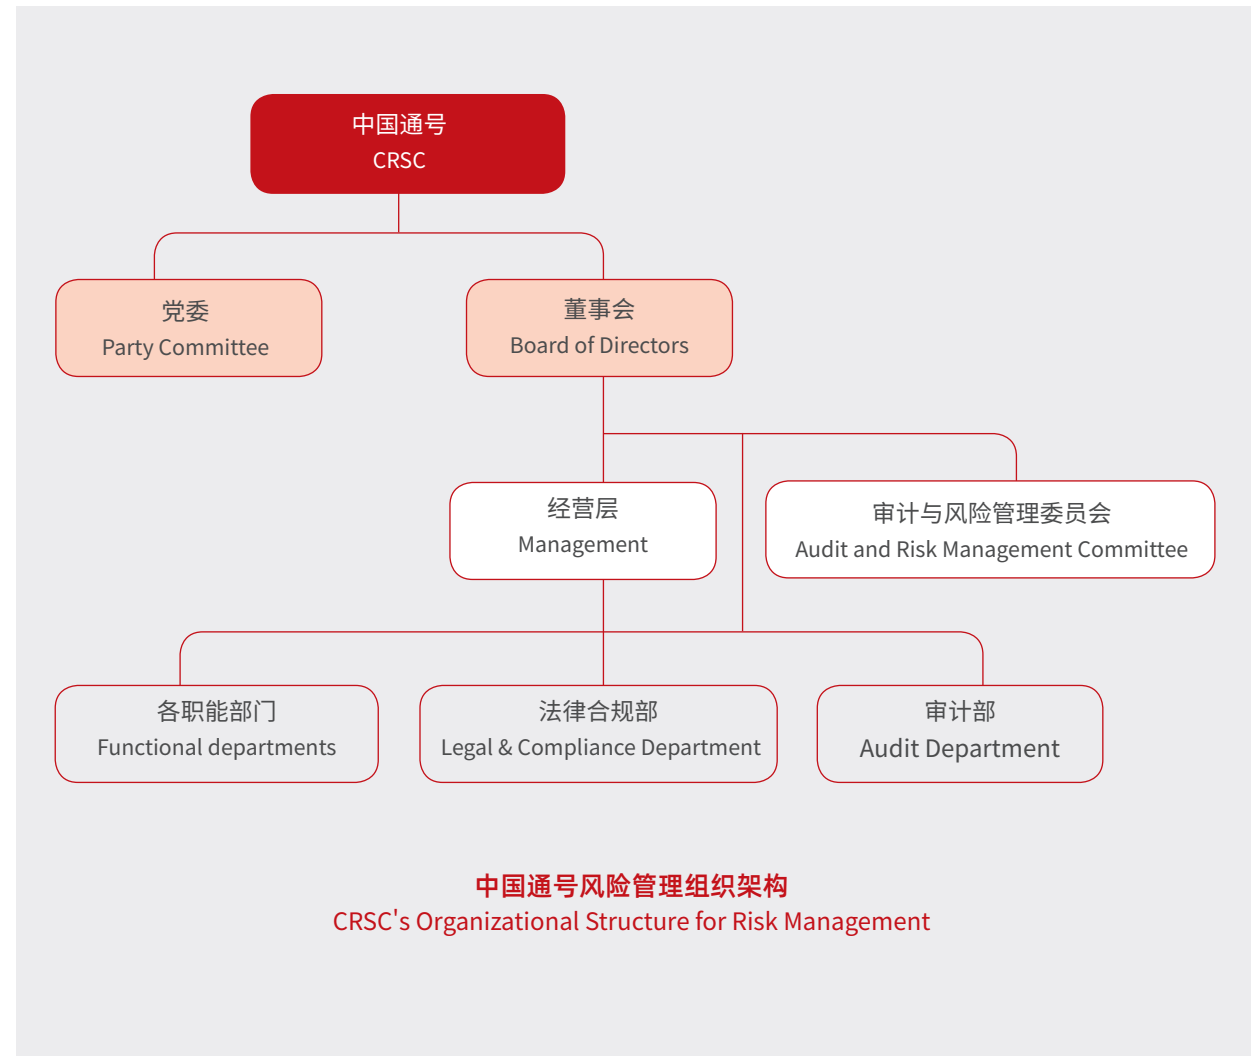 中国通号
CRSC
党委
Party Committee
董事会
Board of Directors
经营层
Management
审计与风险管理委员会
Audit and Risk Management Committee
各职能部门
Functional departments
法律合规部
Legal & Compliance Department
审计部
Audit Department
中国通号风险管理组织架构
CRSC's Organizational Structure for Risk Management